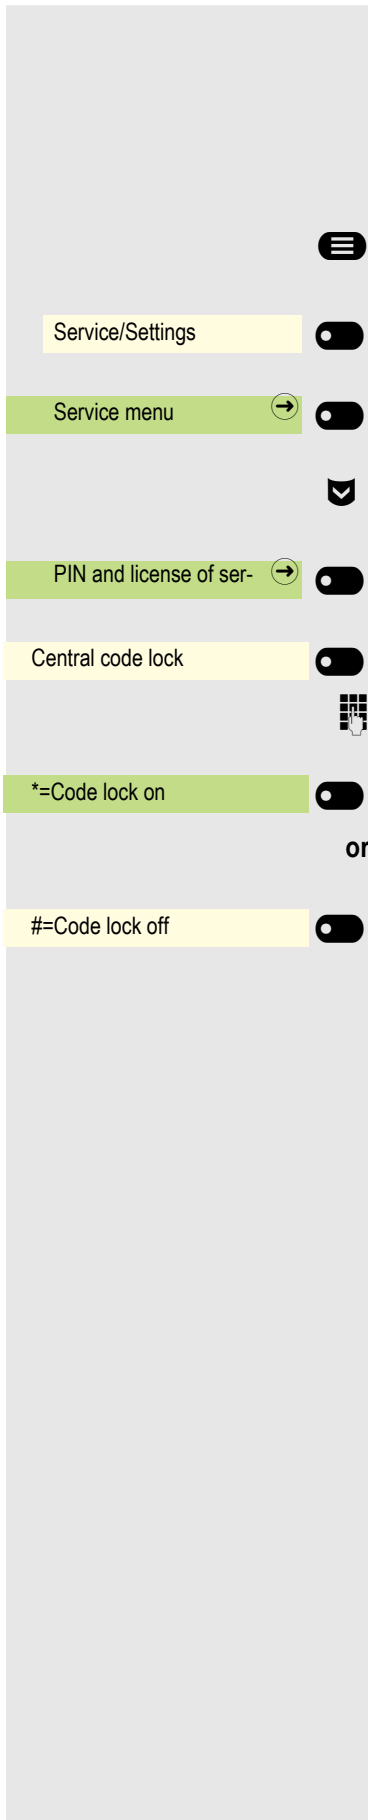 Service/Settings
Service menu
PIN and license of ser-
Central code lock
*=Code lock on
or
#=Code lock off